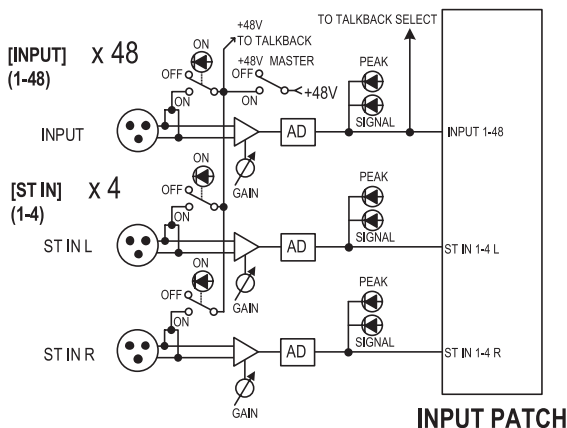 TO TALKBACK SELECT
+48V
TO TALKBACK
[INPUT] x 48
(1-48)
ON
OFF
ON
+48V MASTER
OFF
ON
+48V
PEAK
SIGNAL
INPUT
GAIN
AD
INPUT 1-48
[ST IN] x 4
(1-4)
ON
OFF
ON
PEAK
SIGNAL
ST IN L
GAIN
AD
ST IN 1-4 L
ON
OFF
ON
PEAK
SIGNAL
ST IN R
GAIN
AD
ST IN 1-4 R
INPUT PATCH